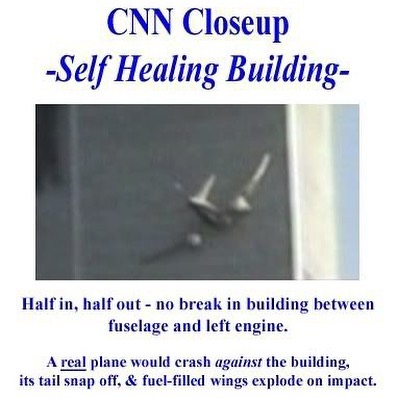 CNN Closeup
-Self Healing Building-
Half in, half out - no break in building between
fuselage and left engine.
A real plane would crash against the building,
its tail snap off, & fuel-filled wings explode on impact.